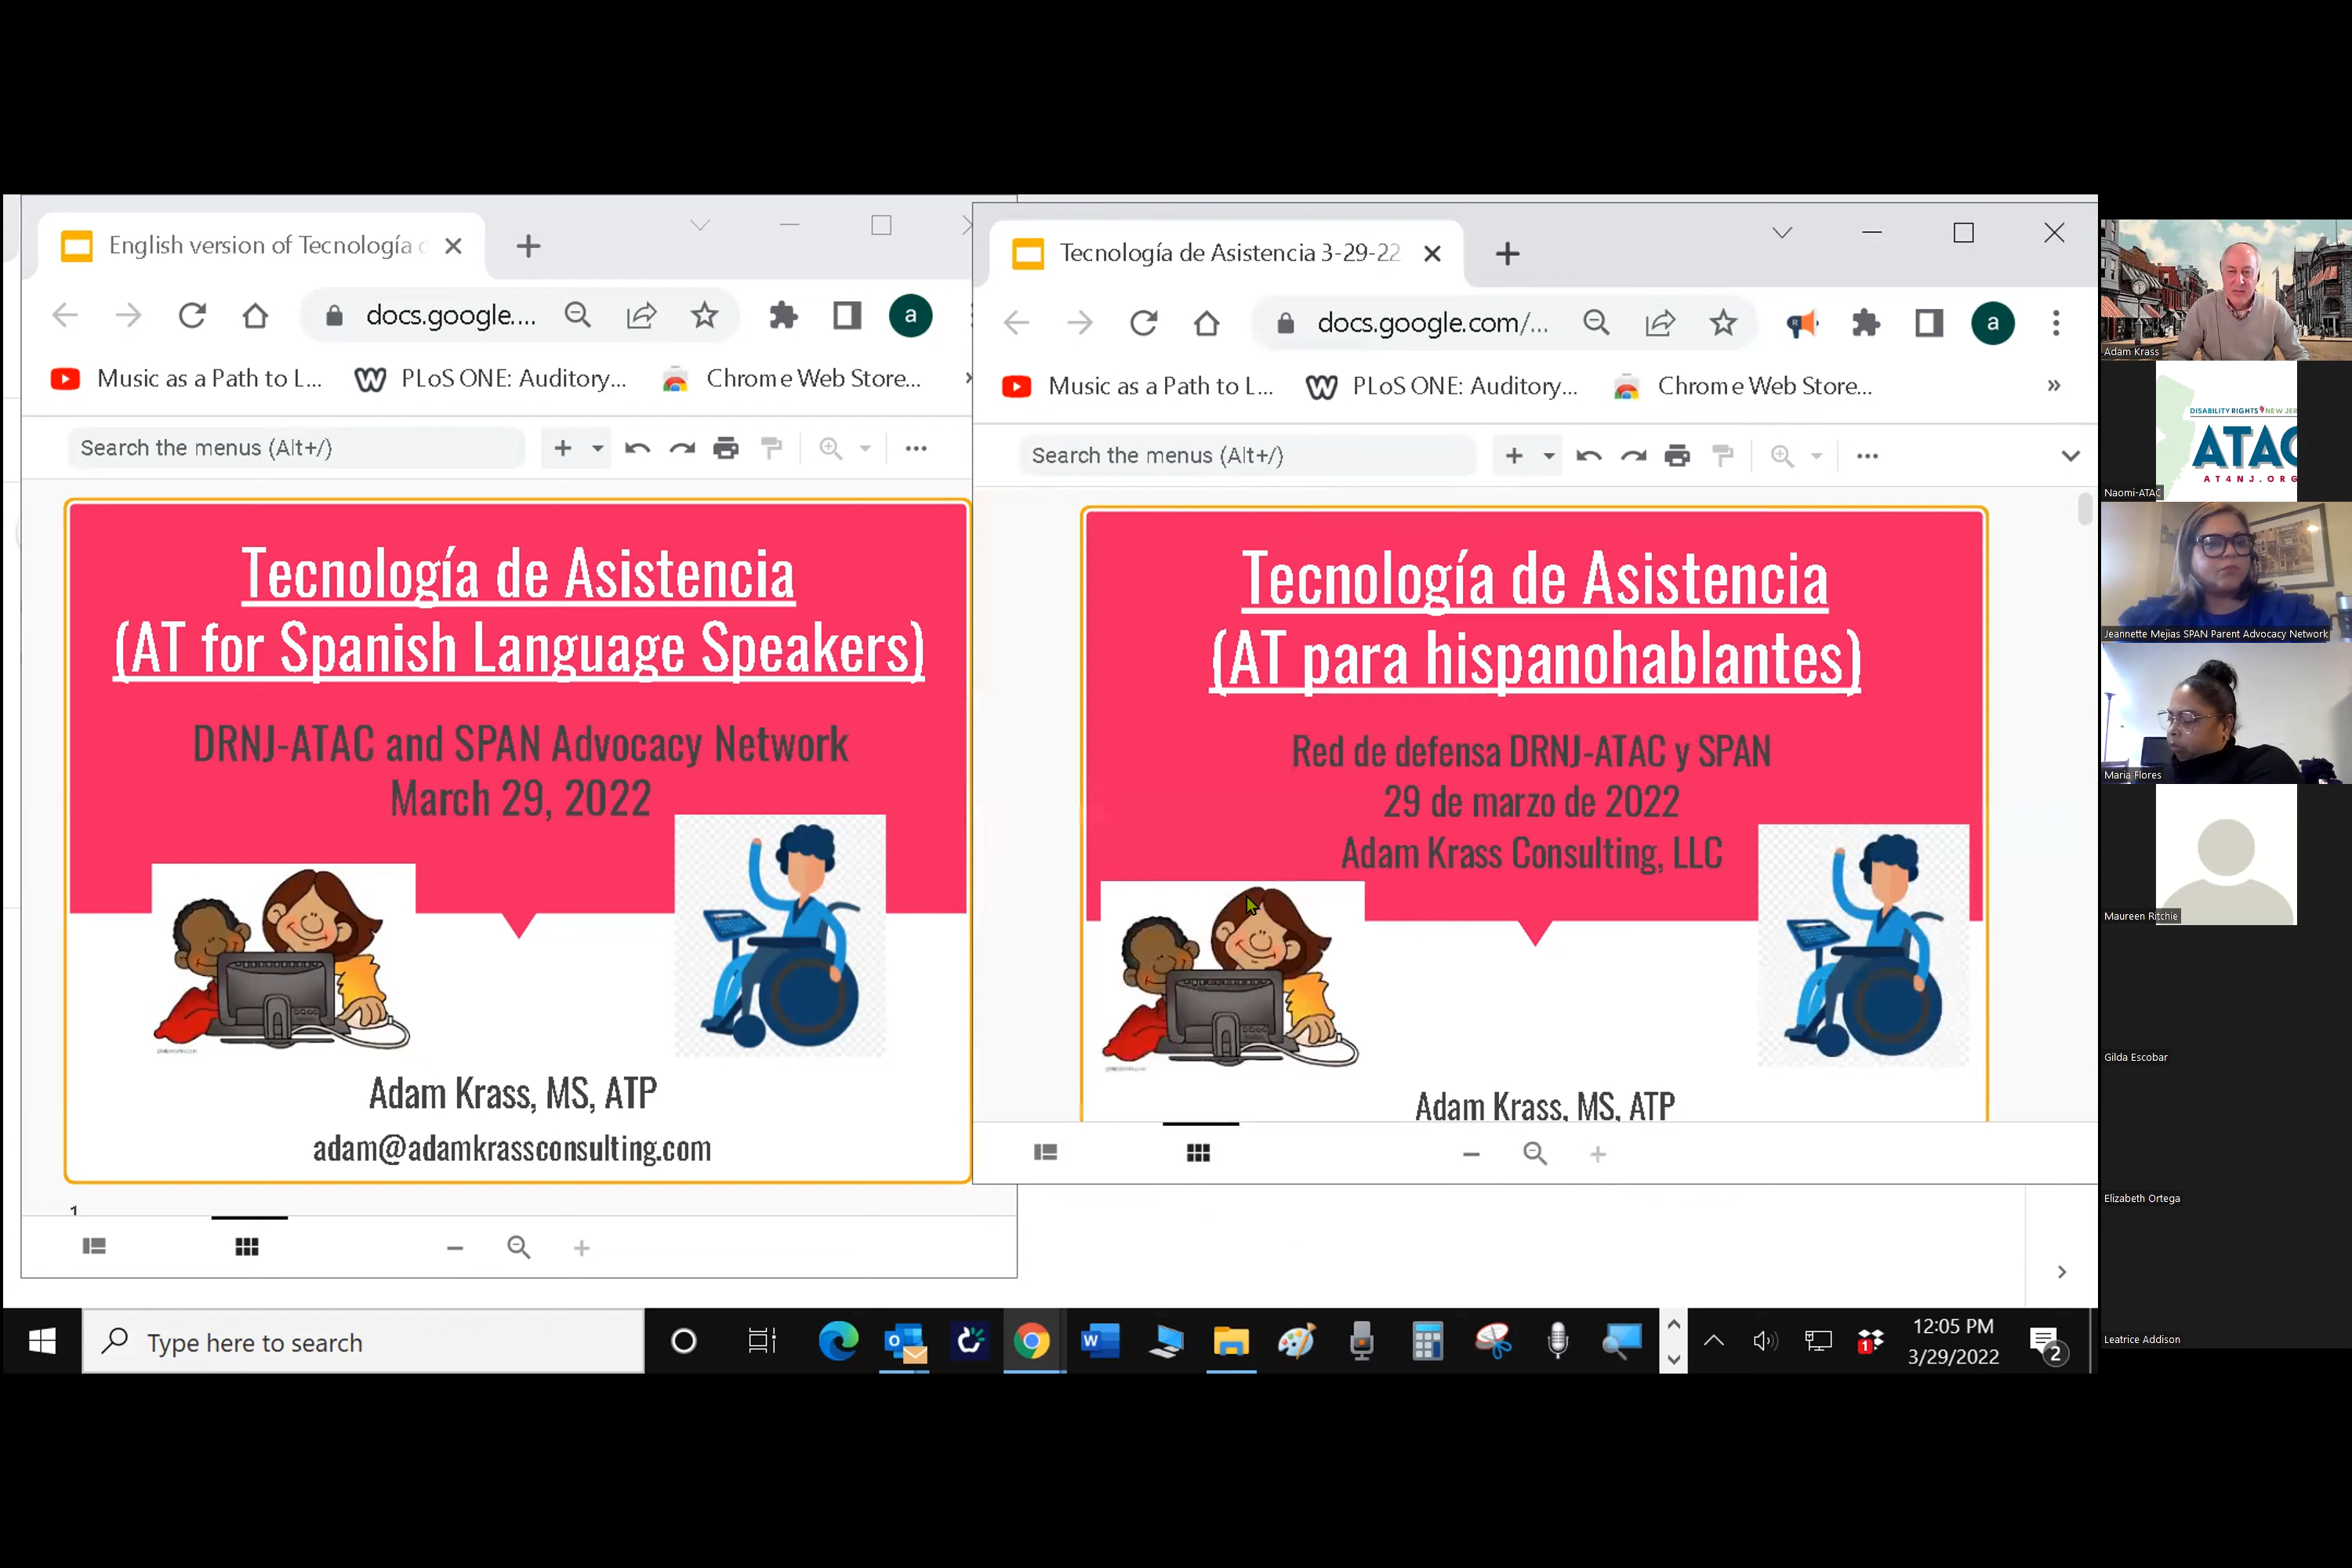 English version of Tecnología
docs.google....
a
Music as a Path to L...
PLoS ONE: Auditory...
Chrome Web Store...
Search the menus (Alt+/)
Tecnología de Asistencia
(AT for Spanish Language Speakers)
DRNJ-ATAC and SPAN Advocacy Network
March 29, 2022
Adam Krass, MS, ATP
adam@adamkrassconsulting.com
1
Tecnología de Asistencia 3-29-22
docs.google.com/...
a
Music as a Path to L...
PLoS ONE: Auditory...
Chrome Web Store...
Search the menus (Alt+/)
Tecnología de Asistencia
(AT para hispanohablantes)
Red de defensa DRNJ-ATAC y SPAN
29 de marzo de 2022
Adam Krass Consulting, LLC
Adam Krass, MS, ATP
Type here to search
1
12:05 PM
3/29/2022
2
Adam Krass
DISABILITY RIGHTS NEW JER
ATAC
AT4NJ.ORG
Naomi-ATAC
Jeannette Mejias SPAN Parent Advocacy Network
Maria Flores
Maureen Ritchie
Gilda Escobar
Elizabeth Ortega
Leatrice Addison